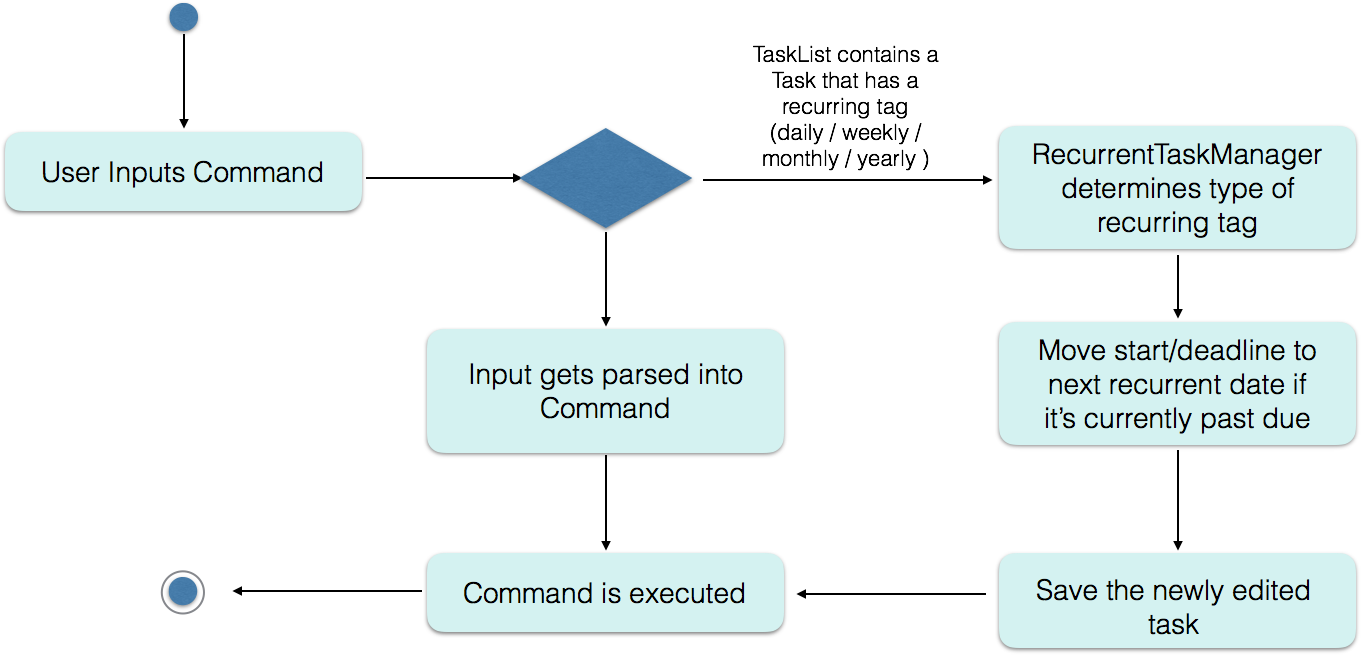 TaskList contains a
Task that has a
recurring tag
(daily / weekly /
monthly / yearly )
User Inputs Command
RecurrentTaskManager
determines type of
recurring tag
Input gets parsed into
Command
Move start/deadline to
next recurrent date if
it’s currently past due
Command is executed
Save the newly edited
task